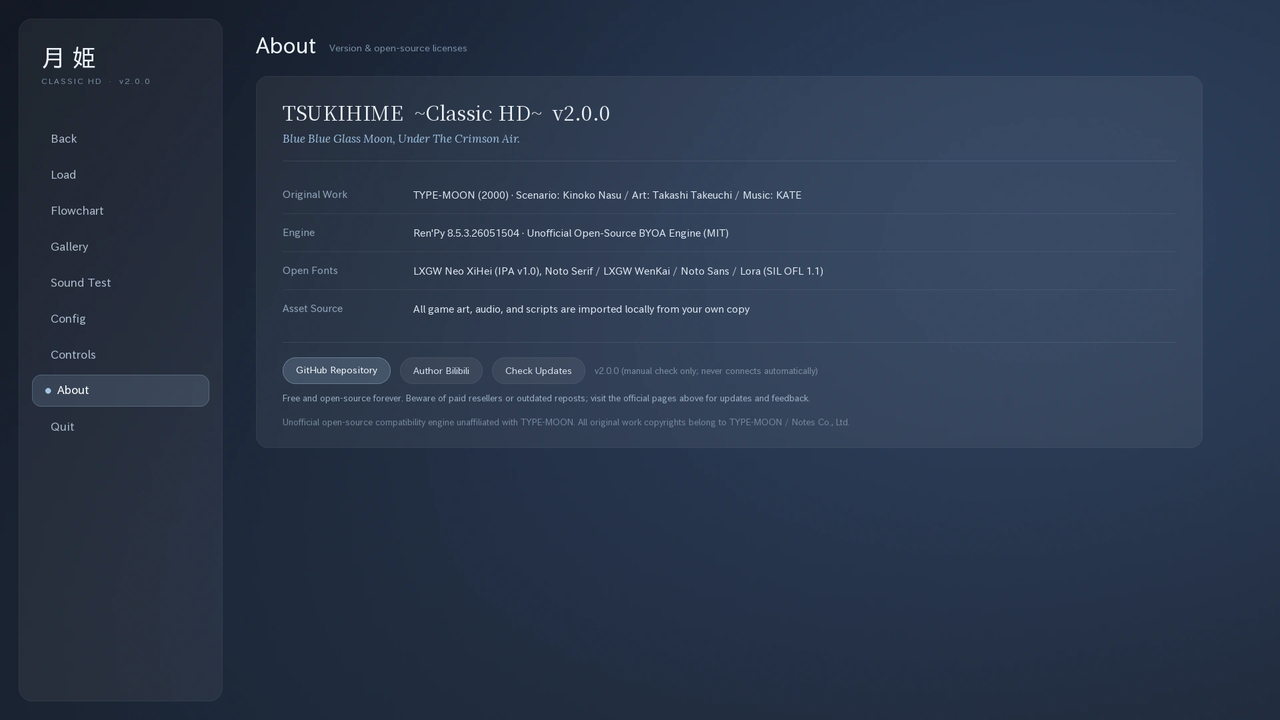 月姫
CLASSIC HD · v2.0.0
Back
Load
Flowchart
Gallery
Sound Test
Config
Controls
About
Quit
About Version & open-source licenses
TSUKIHIME ~Classic HD~ v2.0.0
Blue Blue Glass Moon, Under The Crimson Air.
Original Work TYPE-MOON (2000) · Scenario: Kinoko Nasu / Art: Takashi Takeuchi / Music: KATE
Engine Ren'Py 8.5.3.26051504 · Unofficial Open-Source BYOA Engine (MIT)
Open Fonts LXGW Neo XiHei (IPA v1.0), Noto Serif / LXGW WenKai / Noto Sans / Lora (SIL OFL 1.1)
Asset Source All game art, audio, and scripts are imported locally from your own copy
GitHub Repository Author Bilibili Check Updates v2.0.0 (manual check only; never connects automatically)
Free and open-source forever. Beware of paid resellers or outdated reposts; visit the official pages above for updates and feedback.
Unofficial open-source compatibility engine unaffiliated with TYPE-MOON. All original work copyrights belong to TYPE-MOON / Notes Co., Ltd.